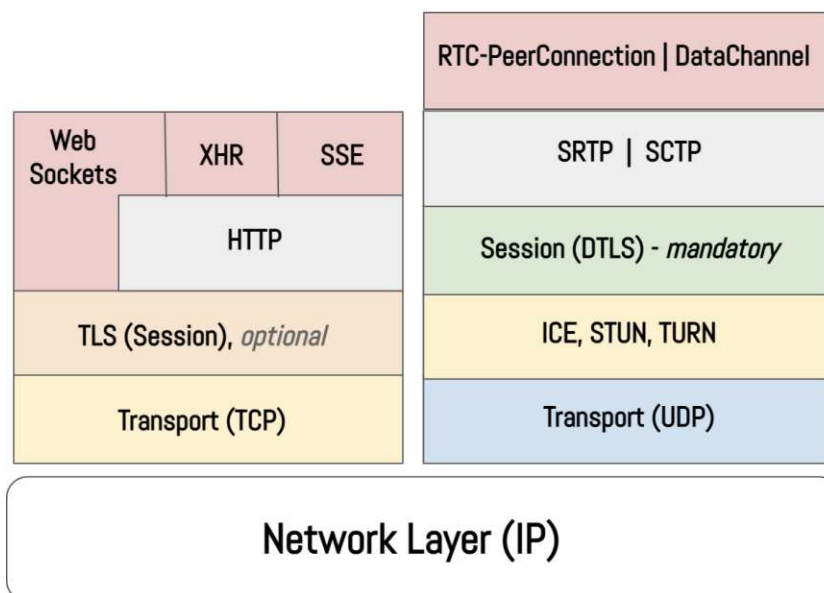 RTC-PeerConnection | DataChannel
Web
Sockets
XHR
SSE
SRTP | SCTP
HTTP
Session (DTLS) - mandatory
TLS (Session), optional
ICE, STUN, TURN
Transport (TCP)
Transport (UDP)
Network Layer (IP)